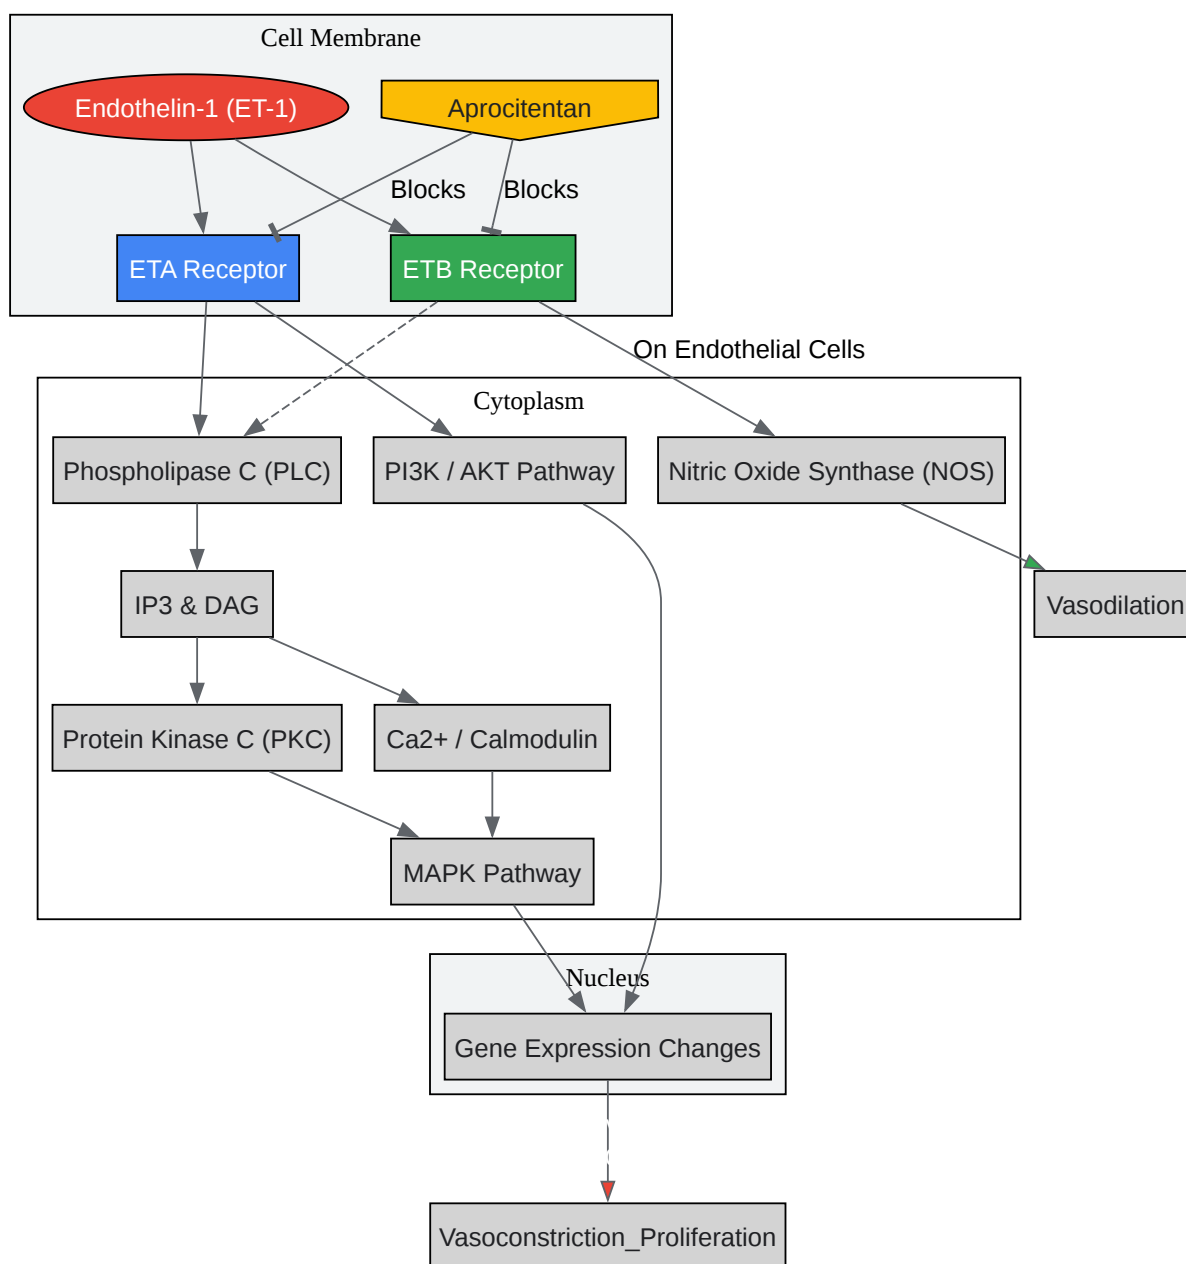 Cell Membrane
Endothelin-1 (ET-1)
Aprocitentan
Blocks
Blocks
ETA Receptor
ETB Receptor
On Endothelial Cells
Cytoplasm
Phospholipase C (PLC)
PI3K / AKT Pathway
Nitric Oxide Synthase (NOS)
IP3 & DAG
Vasodilation
Protein Kinase C (PKC)
Ca2+ / Calmodulin
MAPK Pathway
Nucleus
Gene Expression Changes
Vasoconstriction_Proliferation